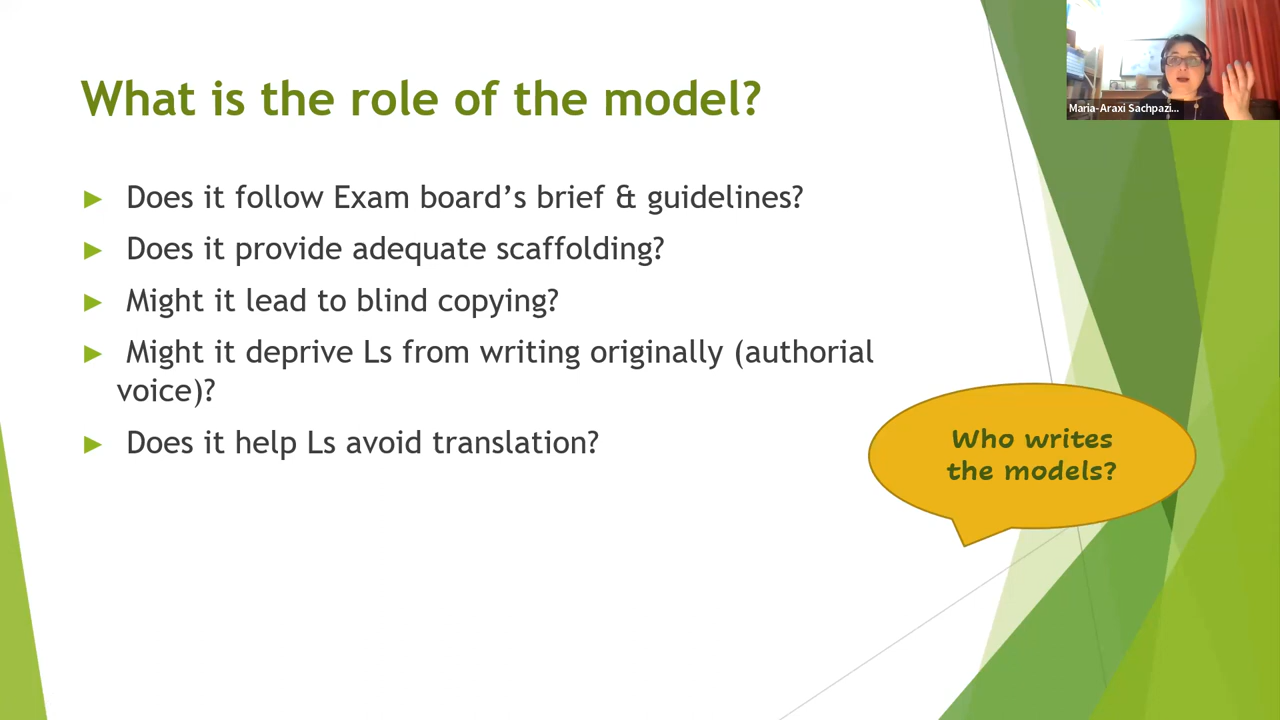 What is the role of the model?
Maria-Araxi Sachpazi...
► Does it follow Exam board’s brief & guidelines?
► Does it provide adequate scaffolding?
► Might it lead to blind copying?
► Might it deprive Ls from writing originally (authorial
voice)?
► Does it help Ls avoid translation?
Who writes
the models?